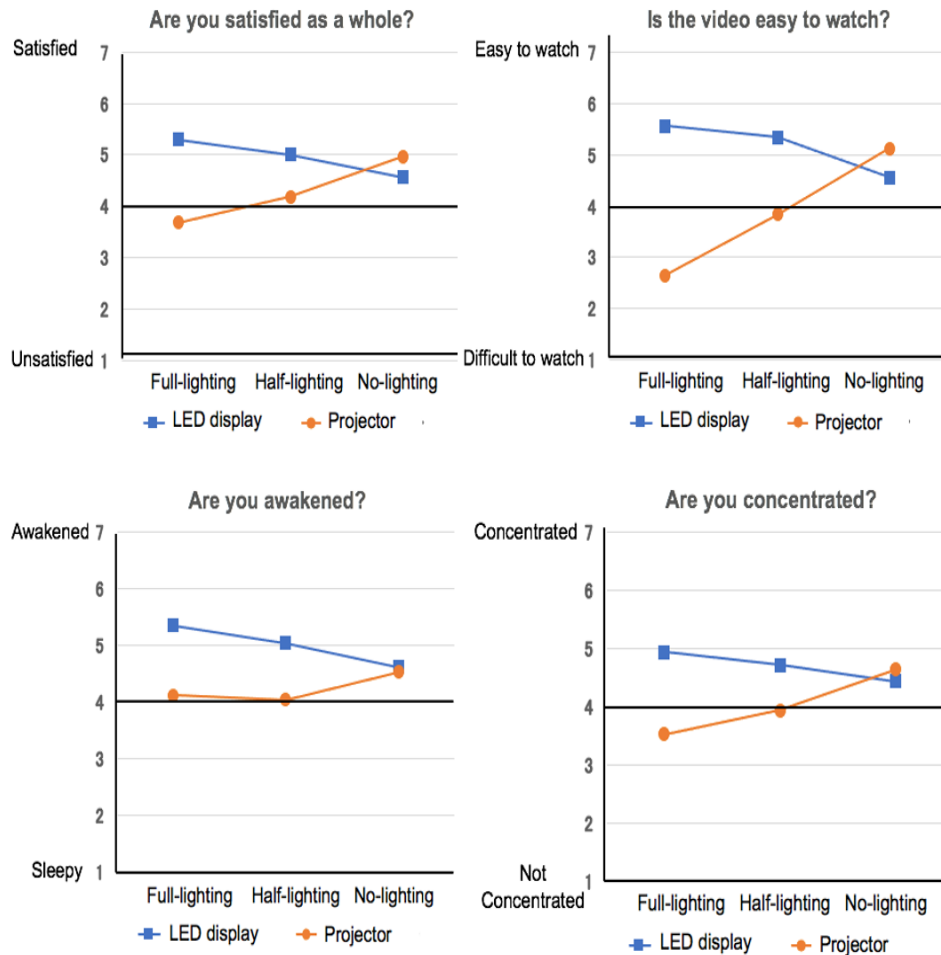 Are you satisfied as a whole?
Satisfied 7
6
5
4
3
2
Unsatisfied 1
Full-lighting Half-lighting No-lighting
LED display Projector
Is the video easy to watch?
Easy to watch 7
6
5
4
3
2
Difficult to watch 1
Full-lighting Half-lighting No-lighting
LED display Projector
Are you awakened?
Awakened 7
6
5
4
3
2
Sleepy 1
Full-lighting Half-lighting No-lighting
LED display Projector
Are you concentrated?
Concentrated 7
6
5
4
3
2
1
Not
Concentrated
Full-lighting Half-lighting No-lighting
LED display Projector